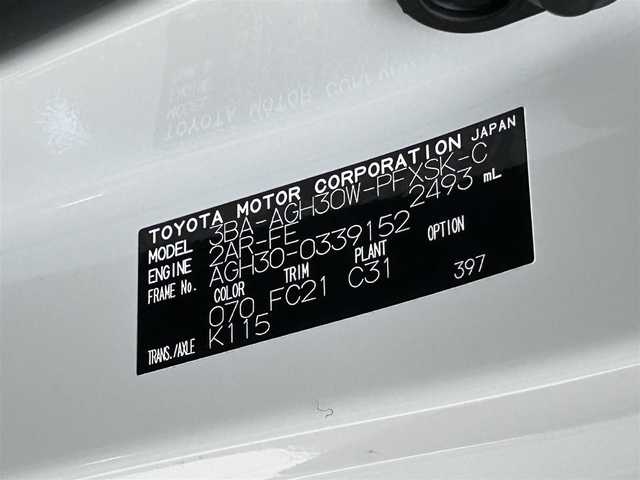 TOYOTA MOTOR CORPORATION JAPAN
MODEL 3BA-AGH30W-PFXSK-C
ENGINE 2AR-FE 2493 mL
FRAME No. AGH30-0339152
COLOR TRIM PLANT OPTION
070 FC21 C31 397
TRANS./AXLE K115